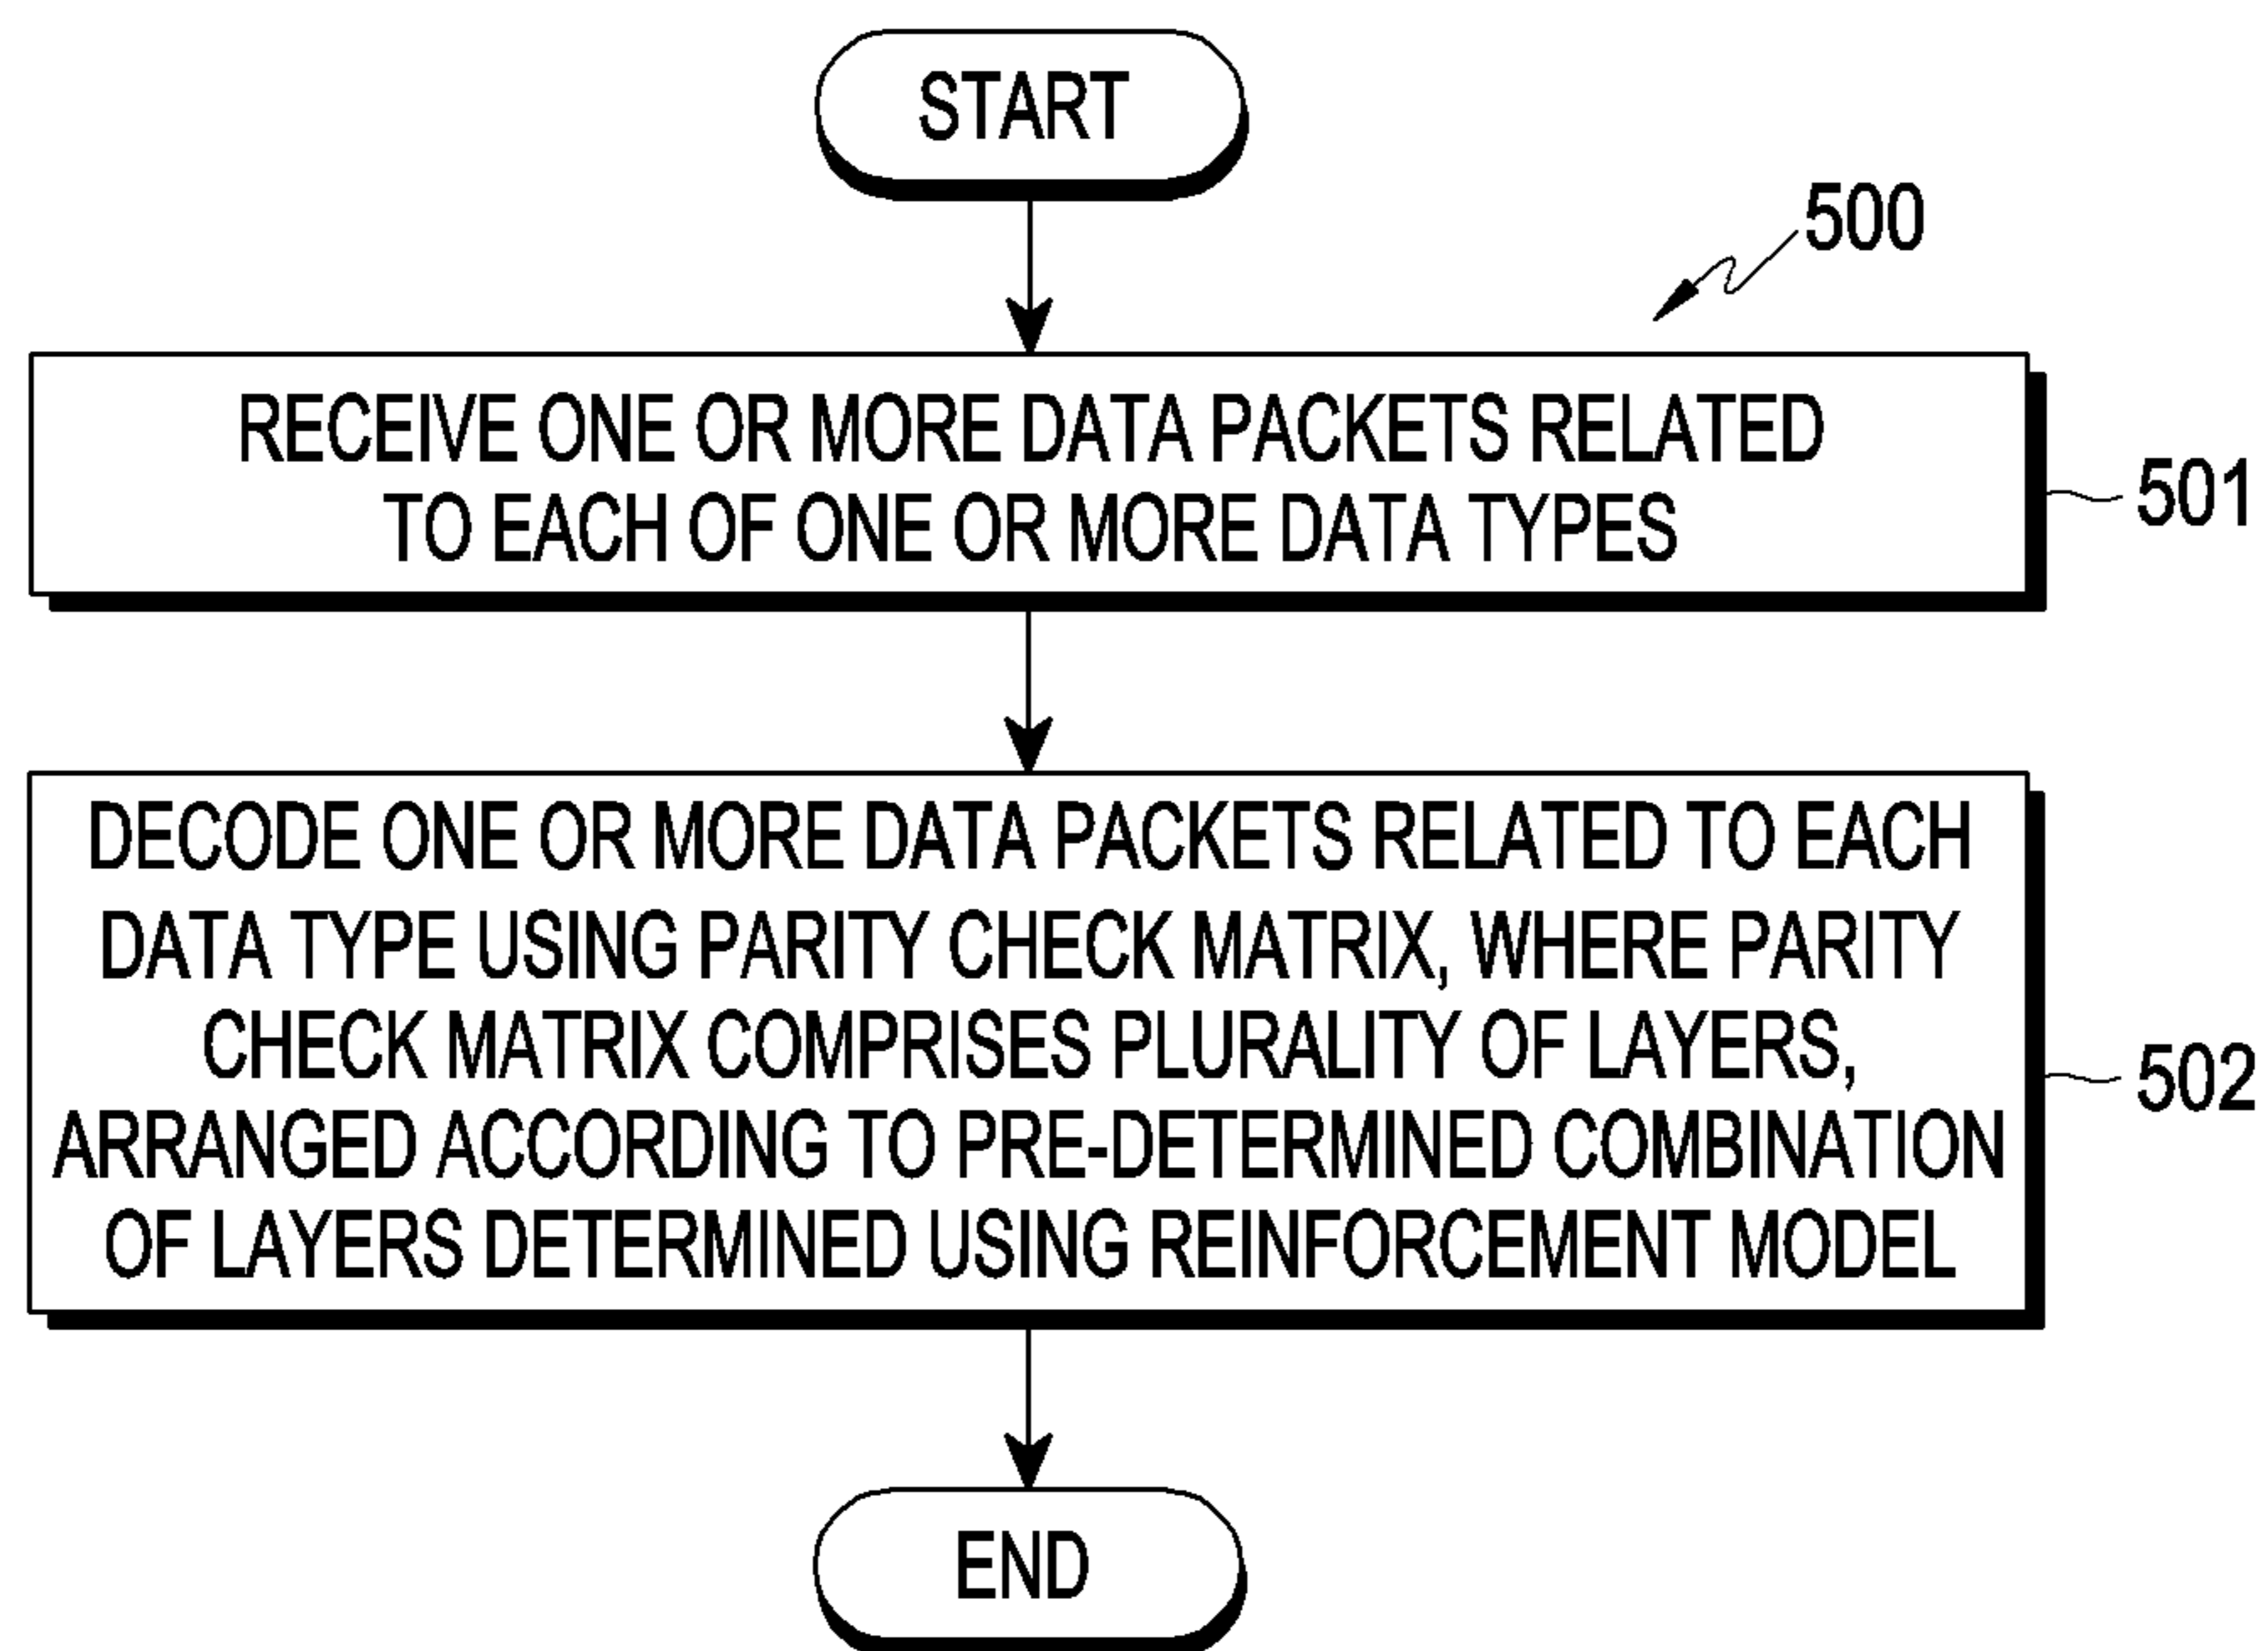 START
500
RECEIVE ONE OR MORE DATA PACKETS RELATED
TO EACH OF ONE OR MORE DATA TYPES
501
DECODE ONE OR MORE DATA PACKETS RELATED TO EACH
DATA TYPE USING PARITY CHECK MATRIX, WHERE PARITY
CHECK MATRIX COMPRISES PLURALITY OF LAYERS,
ARRANGED ACCORDING TO PRE-DETERMINED COMBINATION
OF LAYERS DETERMINED USING REINFORCEMENT MODEL
502
END